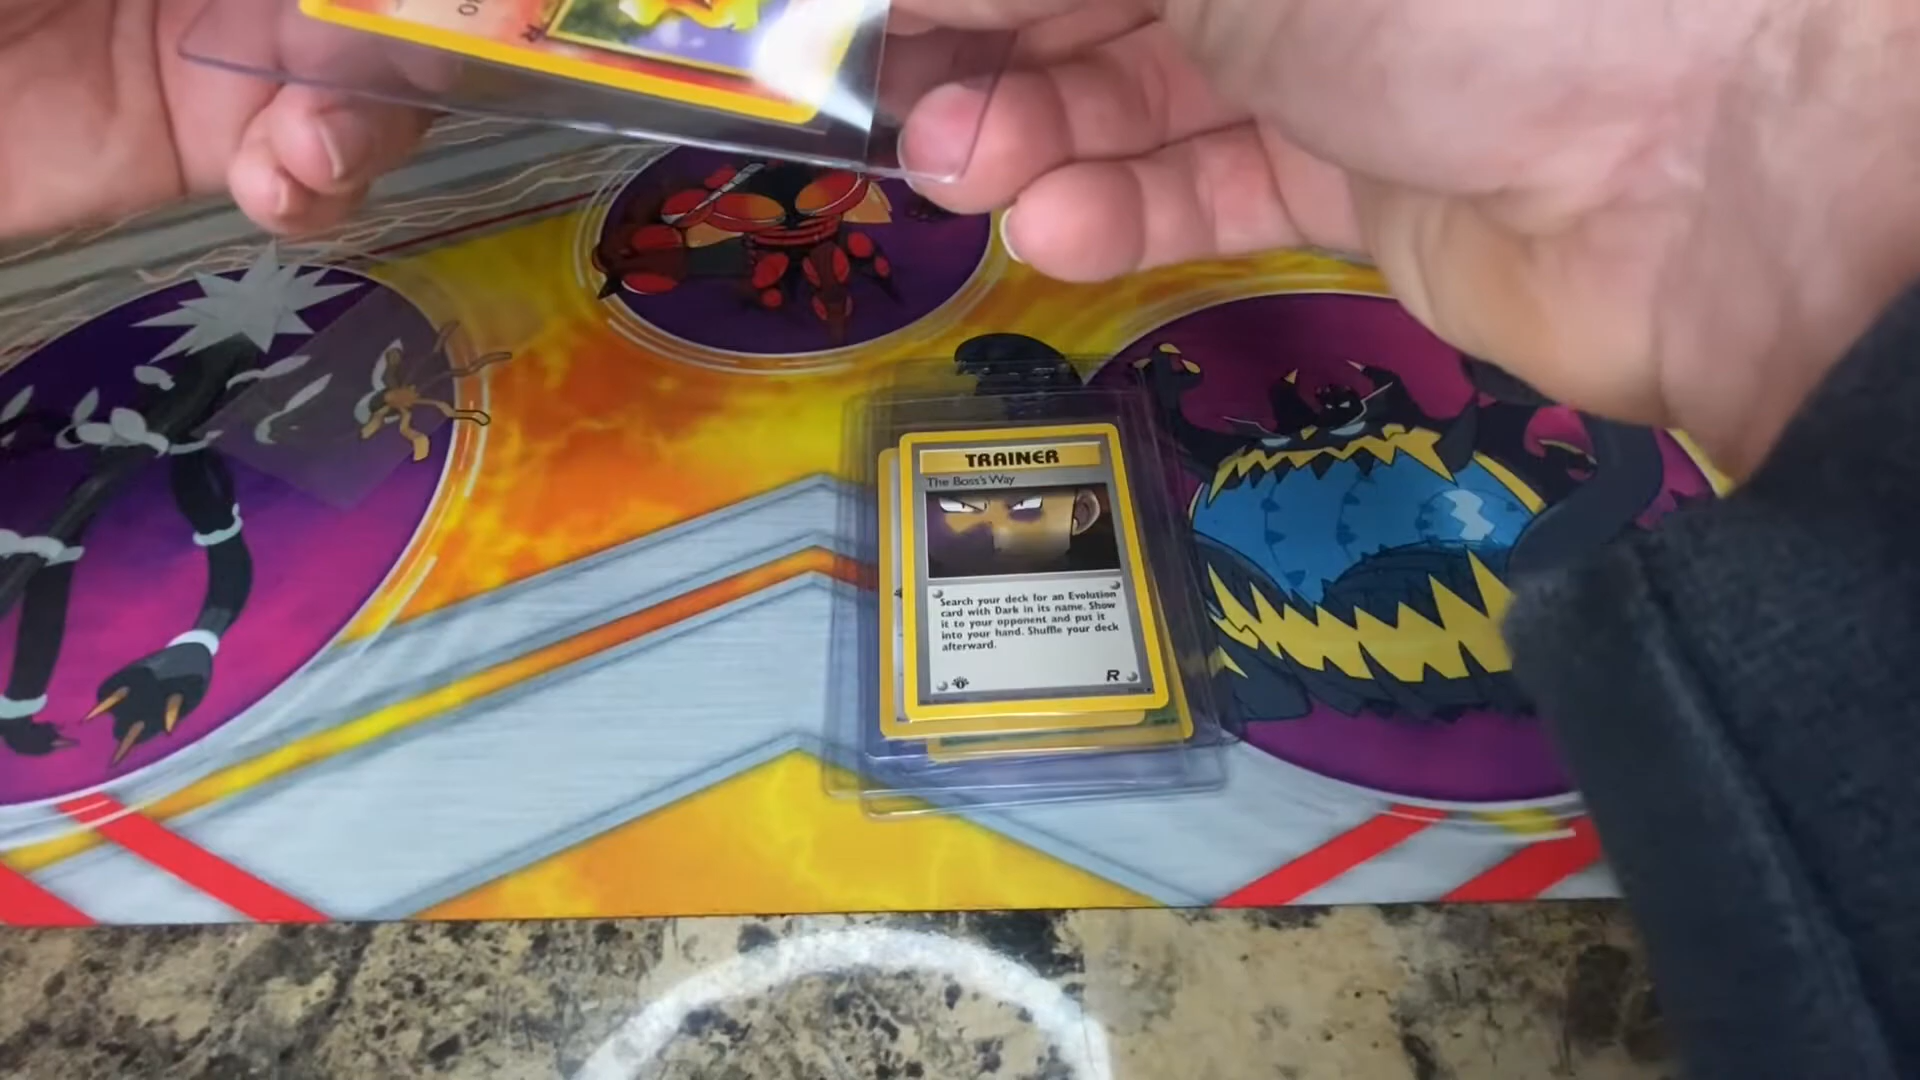 TRAINER
The Boss's Way
Search your deck for an Evolution
card with Dark in its name. Show
it to your opponent and put it
into your hand. Shuffle your deck
afterward.
1
R